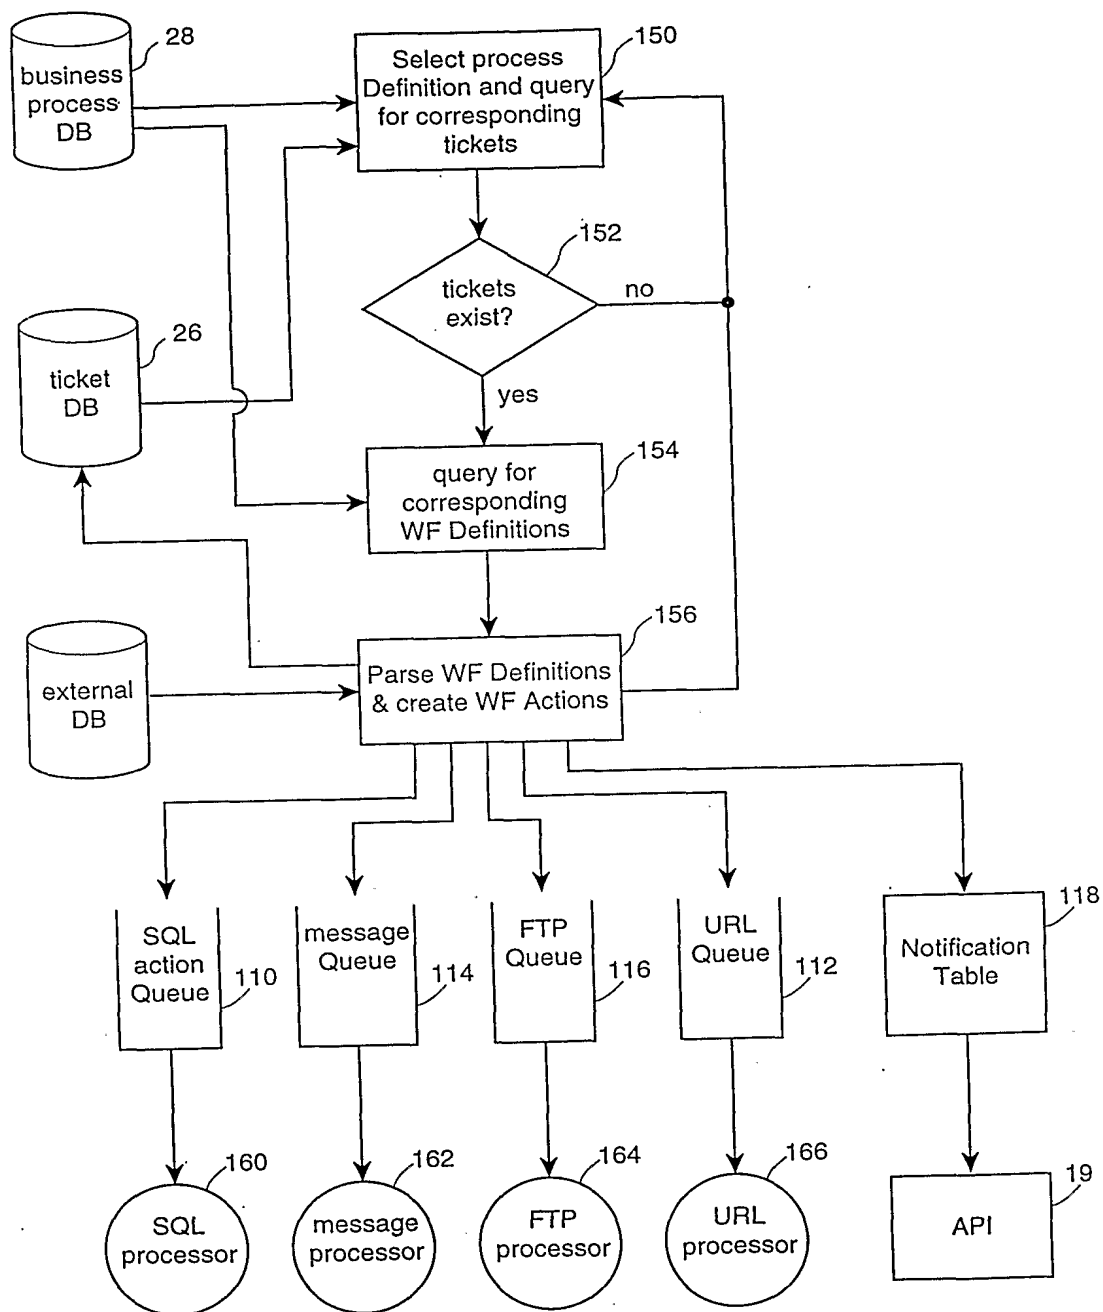 28
business
process
DB
150
Select process
Definition and query
for corresponding
tickets
152
tickets
exist?
no
yes
26
ticket
DB
154
query for
corresponding
WF Definitions
156
Parse WF Definitions
& create WF Actions
external
DB
SQL
action
Queue
110
message
Queue
114
FTP
Queue
116
URL
Queue
112
118
Notification
Table
160
SQL
processor
162
message
processor
164
FTP
processor
166
URL
processor
19
API